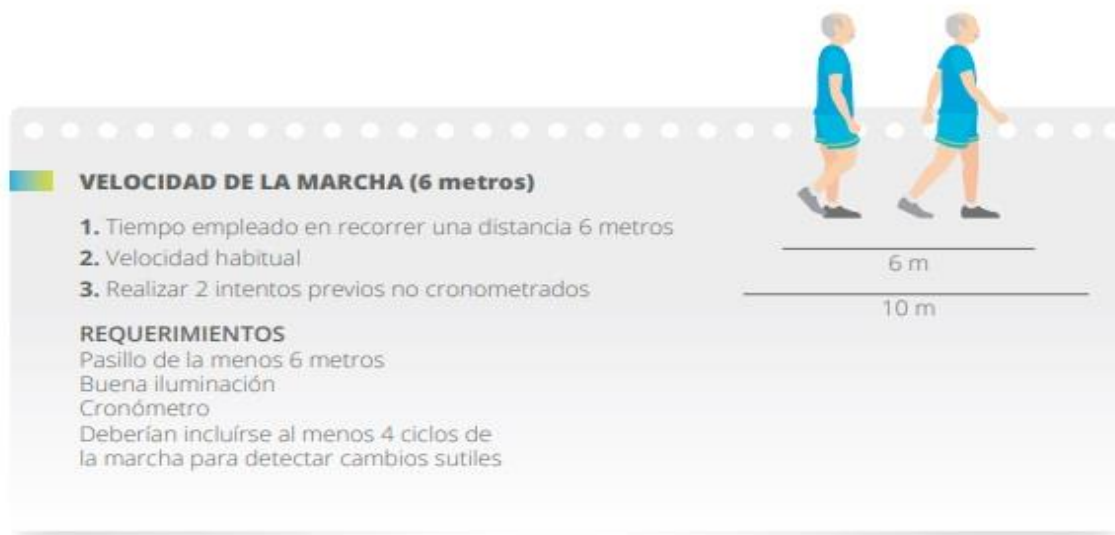 VELOCIDAD DE LA MARCHA (6 metros)
1. Tiempo empleado en recorrer una distancia 6 metros
2. Velocidad habitual
3. Realizar 2 intentos previos no cronometrados
REQUERIMIENTOS
Pasillo de la menos 6 metros
Buena iluminación
Cronómetro
Deberían incluírse al menos 4 ciclos de
la marcha para detectar cambios sutiles
6 m
10 m